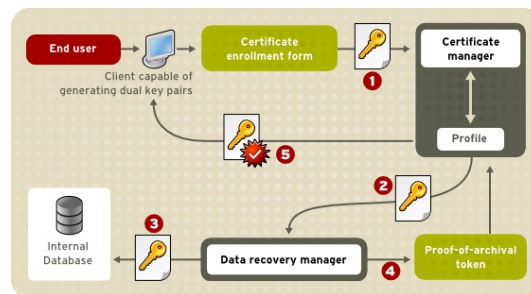 End user
Client capable of
generating dual key pairs
Certificate
enrollment form
1
Certificate
manager
Profile
5
2
3
Internal
Database
Data recovery manager
4
Proof-of-archival
token